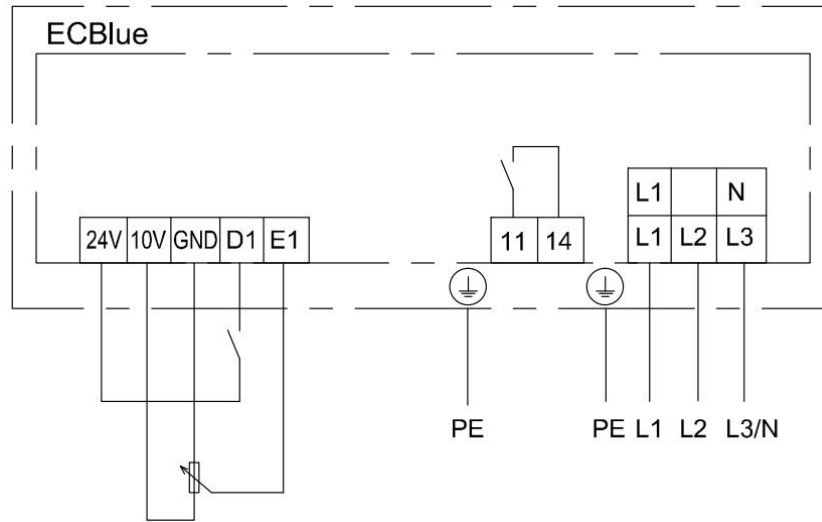 ECBlue
L1 N
24V 10V GND D1 E1 11 14 L1 L2 L3
PE PE L1 L2 L3/N